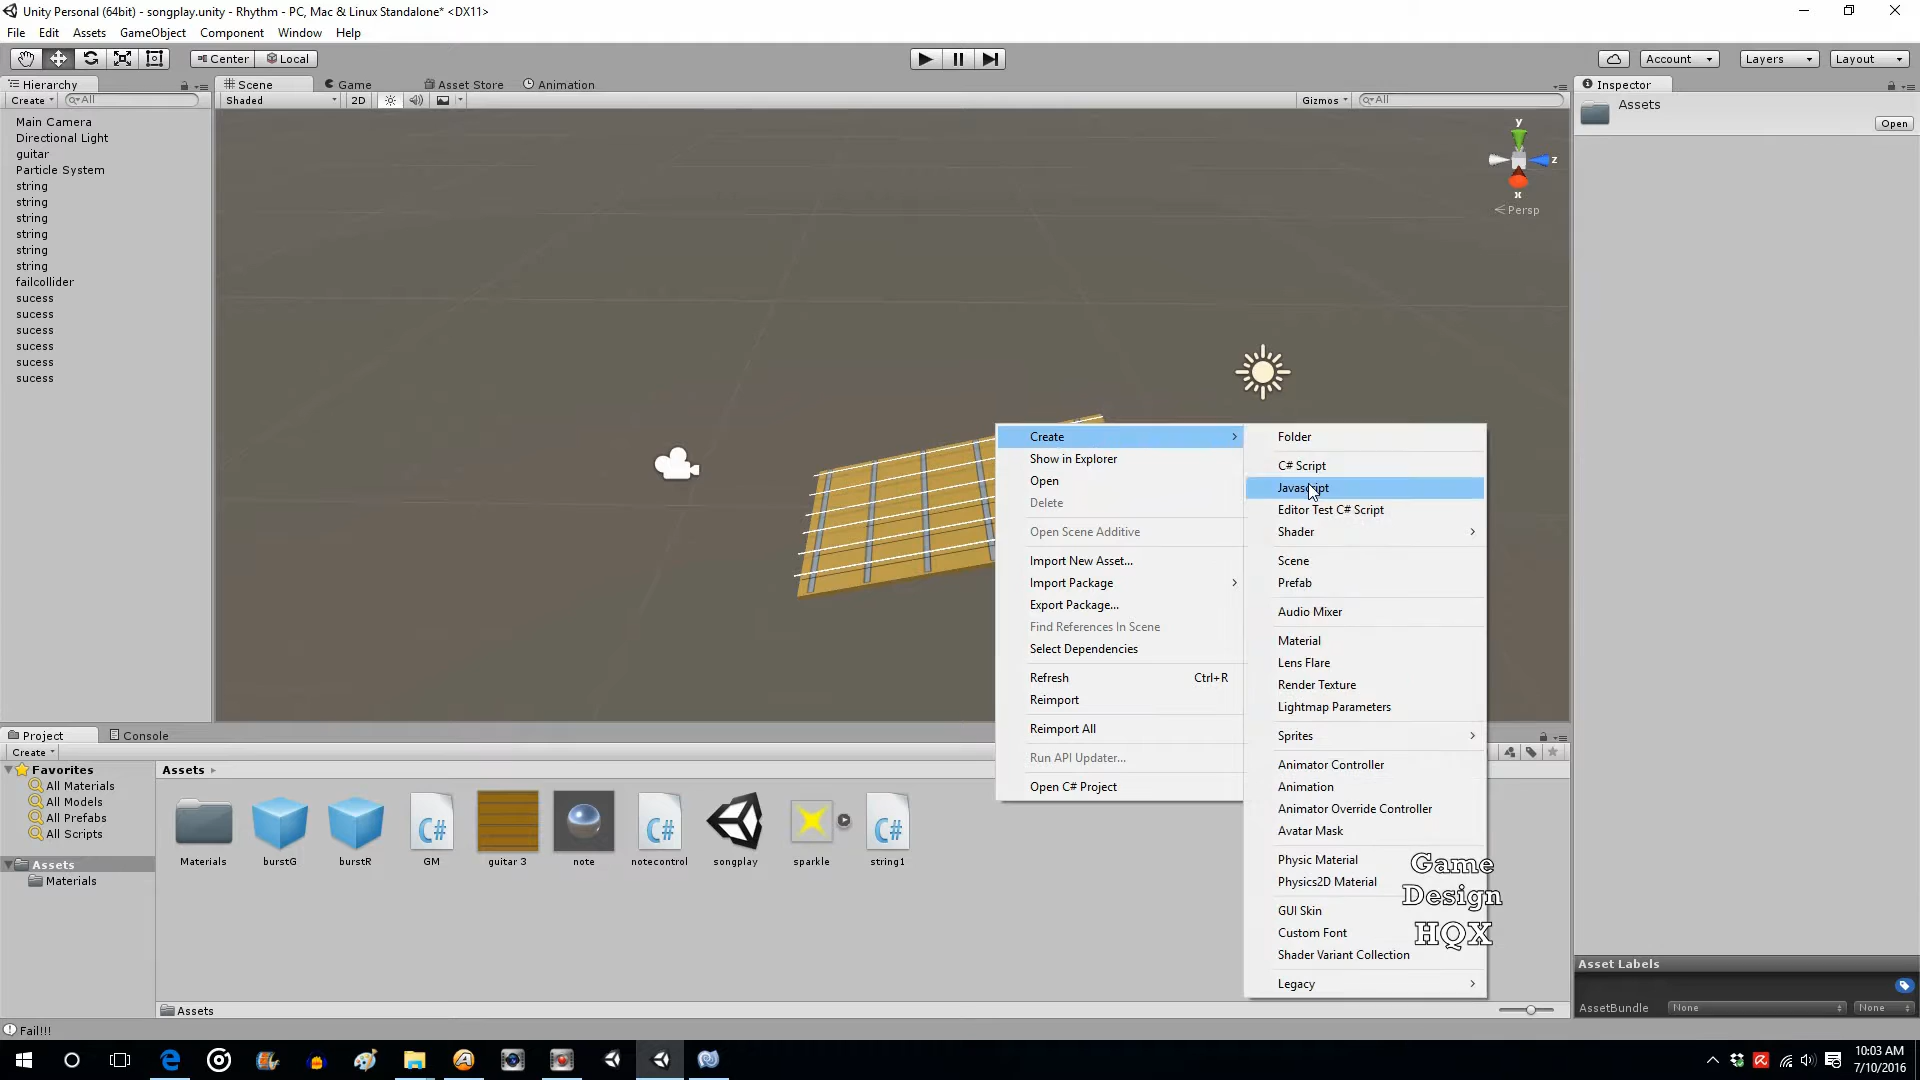 Unity Personal (64bit) - songplay.unity - Rhythm - PC, Mac & Linux Standalone* <DX11>
File Edit Assets GameObject Component Window Help
Center Local Account Layers Layout
Hierarchy Scene Game Asset Store Animation Inspector
Create All Shaded 2D Gizmos All
Assets
Open
Main Camera
Directional Light
guitar
Particle System
string
string
string
string
string
string
failcollider
sucess
sucess
sucess
sucess
sucess
sucess
y
z
x
Persp
Create
Show in Explorer
Open
Delete
Open Scene Additive
Import New Asset...
Import Package
Export Package...
Find References In Scene
Select Dependencies
Refresh Ctrl+R
Reimport
Reimport All
Run API Updater...
Open C# Project
Folder
C# Script
Javascript
Editor Test C# Script
Shader
Scene
Prefab
Audio Mixer
Material
Lens Flare
Render Texture
Lightmap Parameters
Sprites
Animator Controller
Animation
Animator Override Controller
Avatar Mask
Physic Material
Physics2D Material
GUI Skin
Custom Font
Shader Variant Collection
Legacy
Game
Design
HQX
Project Console
Create
Favorites
All Materials
All Models
All Prefabs
All Scripts
Assets
Materials
Assets
C# C# C#
Materials burstG burstR GM guitar 3 note notecontrol songplay sparkle string1
Assets
Asset Labels
AssetBundle None None
Fail!!!
10:03 AM
7/10/2016